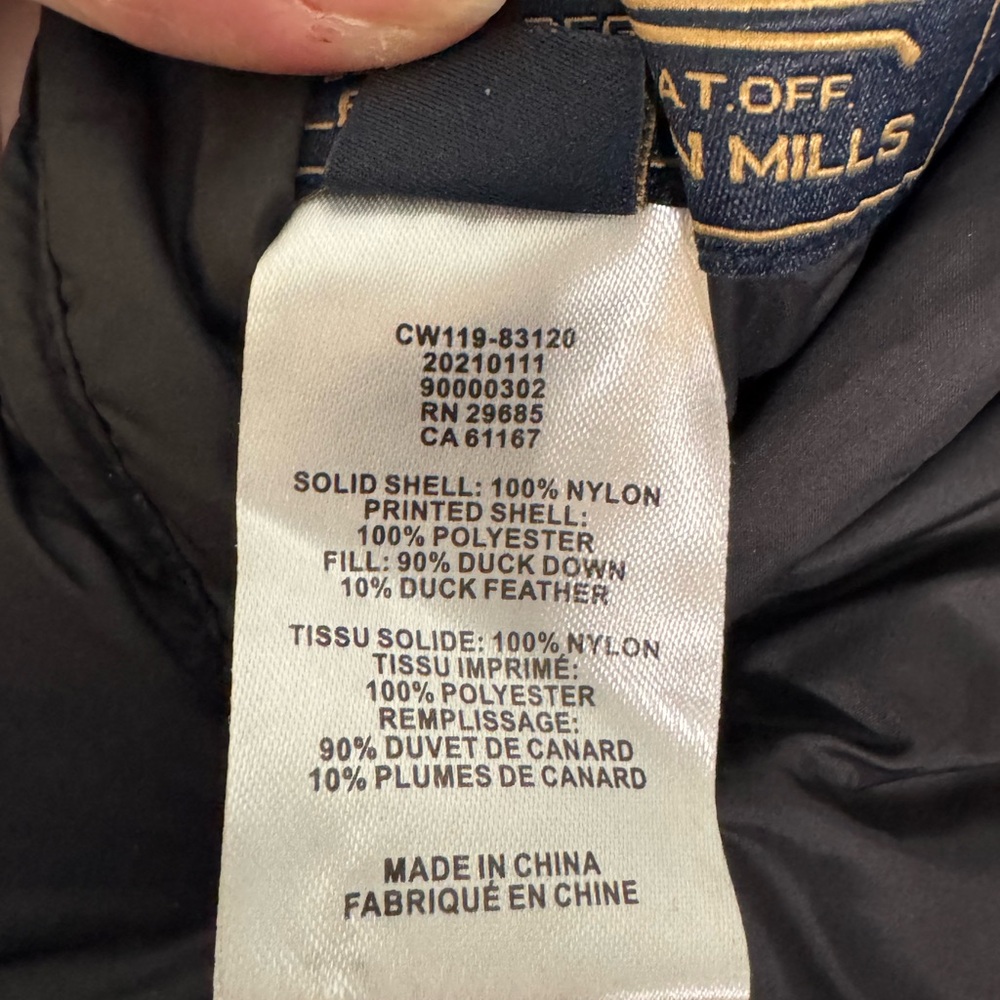 AT.OFF.
MILLS
CW119-83120
20210111
90000302
RN 29685
CA 61167
SOLID SHELL: 100% NYLON
PRINTED SHELL:
100% POLYESTER
FILL: 90% DUCK DOWN
10% DUCK FEATHER
TISSU SOLIDE: 100% NYLON
TISSU IMPRIMÉ:
100% POLYESTER
REMPLISSAGE:
90% DUVET DE CANARD
10% PLUMES DE CANARD
MADE IN CHINA
FABRIQUÉ EN CHINE